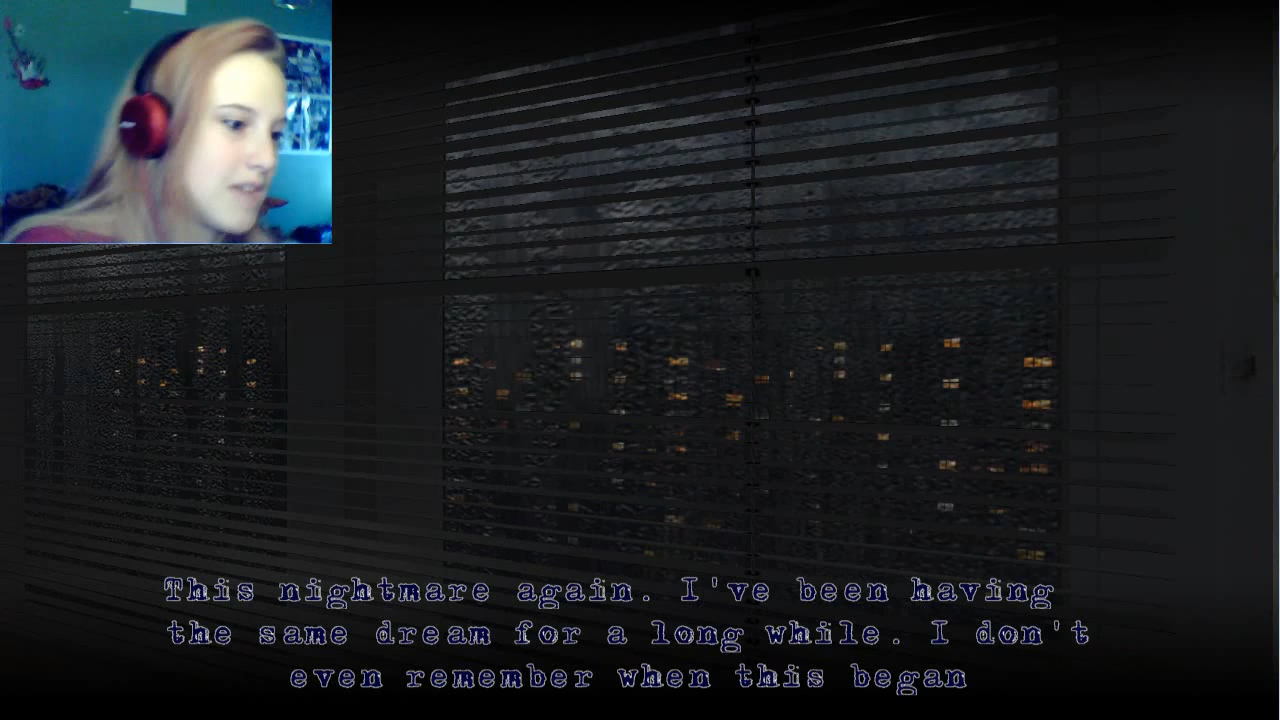 This nightmare again. I've been having
the same dream for a long while. I don't
even remember when this began